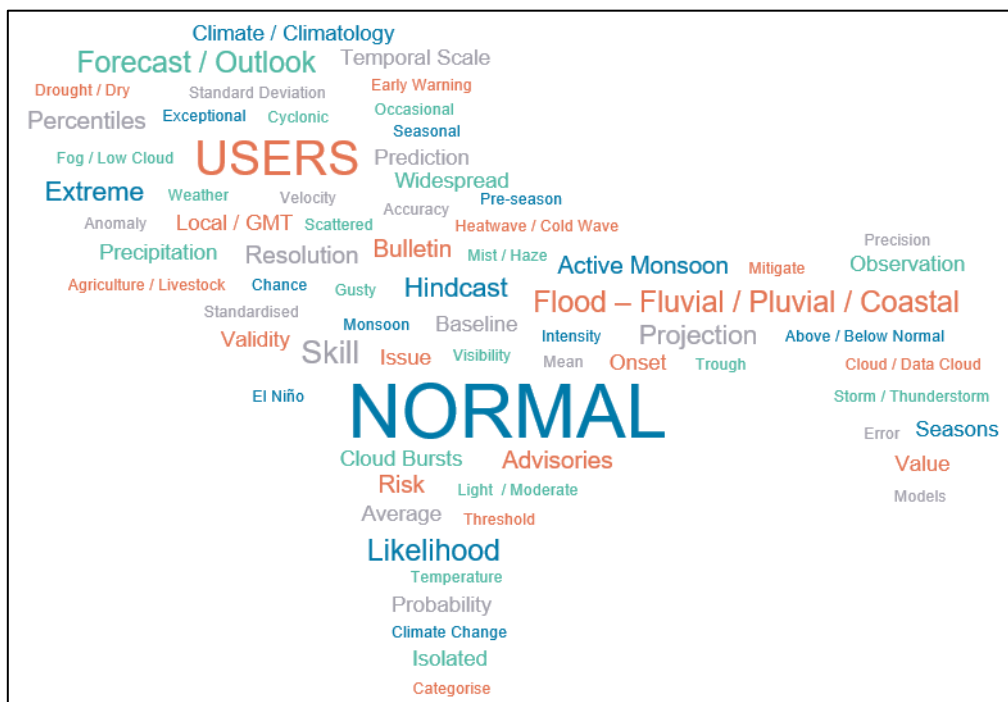 Climate / Climatology
Forecast / Outlook
Temporal Scale
Drought / Dry
Standard Deviation
Early Warning
Percentiles
Exceptional
Cyclonic
Occasional
Seasonal
Fog / Low Cloud
USERS
Prediction
Widespread
Extreme
Weather
Velocity
Pre-season
Accuracy
Anomaly
Local / GMT
Scattered
Heatwave / Cold Wave
Precipitation
Resolution
Bulletin
Mist / Haze
Active Monsoon
Mitigate
Precision
Observation
Agriculture / Livestock
Chance
Gusty
Hindcast
Flood – Fluvial / Pluvial / Coastal
Standardised
Validity
Monsoon
Baseline
Intensity
Projection
Above / Below Normal
Skill
Issue
Visibility
Mean
Onset
Trough
Cloud / Data Cloud
El Niño
NORMAL
Storm / Thunderstorm
Error
Seasons
Cloud Bursts
Advisories
Value
Risk
Light / Moderate
Models
Average
Threshold
Likelihood
Temperature
Probability
Climate Change
Isolated
Categorise